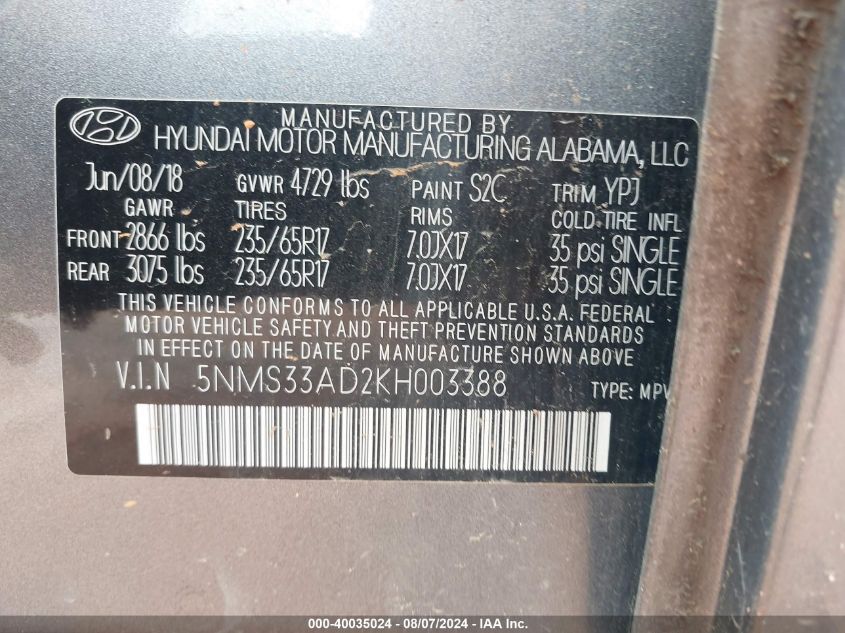 MANUFACTURED BY
HYUNDAI MOTOR MANUFACTURING ALABAMA, LLC
Jun/08/18 GVWR 4729 lbs PAINT S2C TRIM YPJ
GAWR TIRES RIMS COLD TIRE INFL
FRONT 2866 lbs 235/65R17 7.0JX17 35 psi SINGLE
REAR 3075 lbs 235/65R17 7.0JX17 35 psi SINGLE
THIS VEHICLE CONFORMS TO ALL APPLICABLE U.S.A. FEDERAL
MOTOR VEHICLE SAFETY AND THEFT PREVENTION STANDARDS
IN EFFECT ON THE DATE OF MANUFACTURE SHOWN ABOVE
V.I.N 5NMS33AD2KH003388 TYPE: MPV
000-40035024 - 08/07/2024 - IAA Inc.